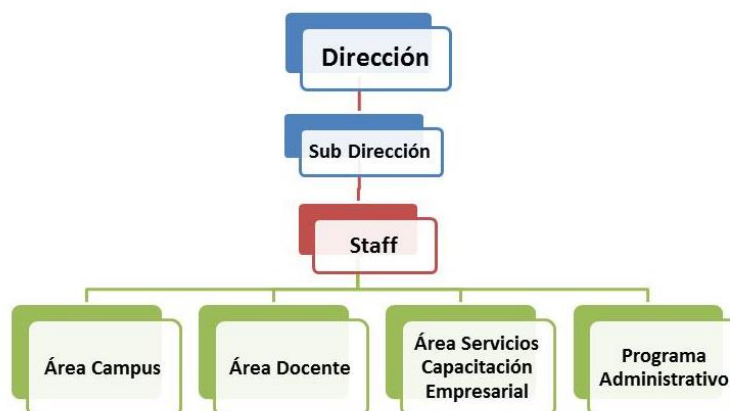 Dirección
Sub Dirección
Staff
Área Campus
Área Docente
Área Servicios
Capacitación
Empresarial
Programa
Administrativo